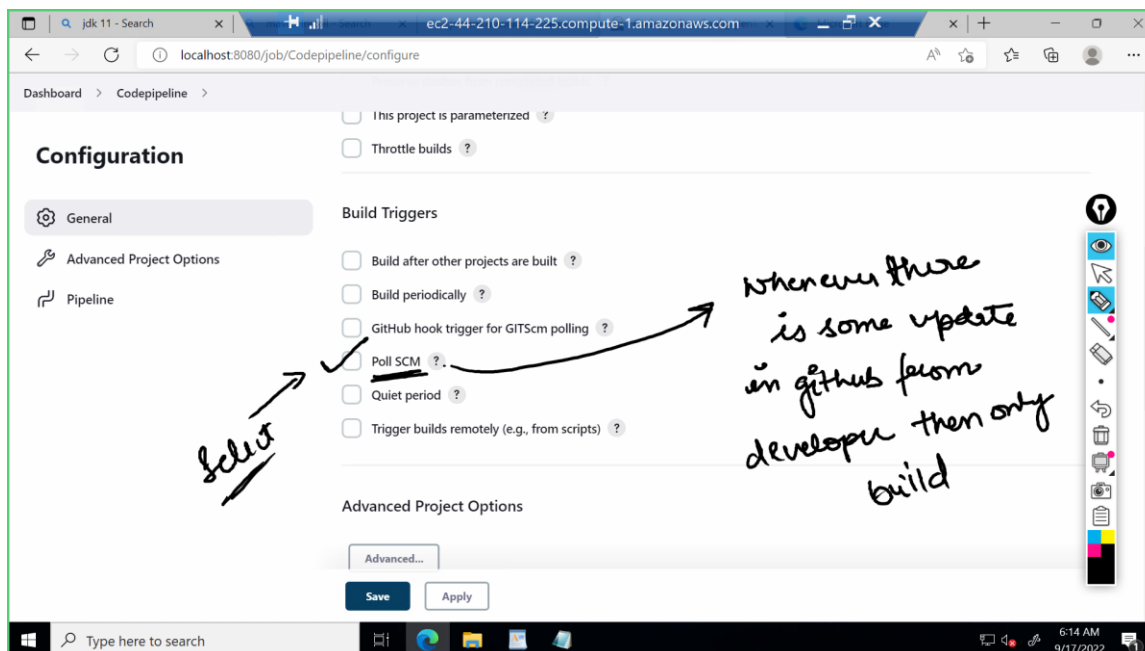 jdk 11 - Search
ec2-44-210-114-225.compute-1.amazonaws.com
localhost:8080/job/Codepipeline/configure
Dashboard > Codepipeline >
Configuration
General
Advanced Project Options
Pipeline
This project is parameterized ?
Throttle builds ?
Build Triggers
Build after other projects are built ?
Build periodically ?
GitHub hook trigger for GITScm polling ?
Poll SCM ?
Quiet period ?
Trigger builds remotely (e.g., from scripts) ?
Select
whenever there
is some update
in github from
developer then only
build
Advanced Project Options
Advanced...
Save
Apply
Type here to search
6:14 AM
9/17/2022